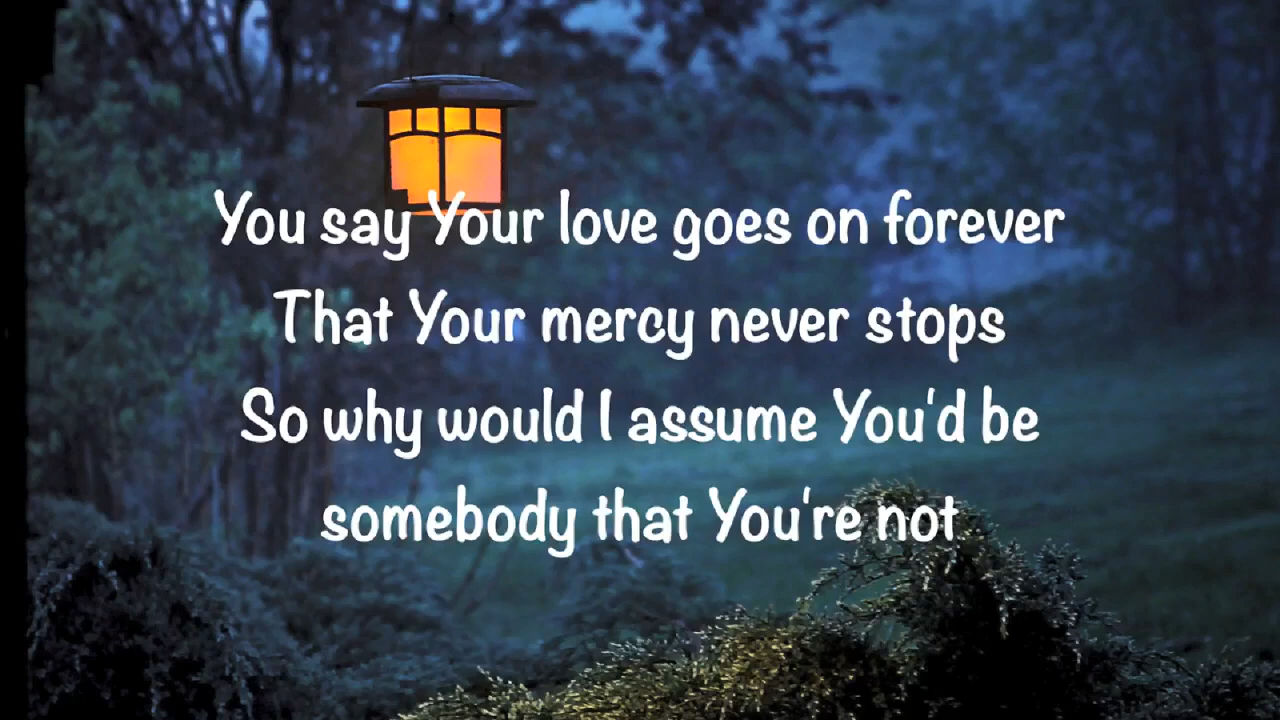 You say Your love goes on forever
That Your mercy never stops
So why would I assume You'd be
somebody that You're not